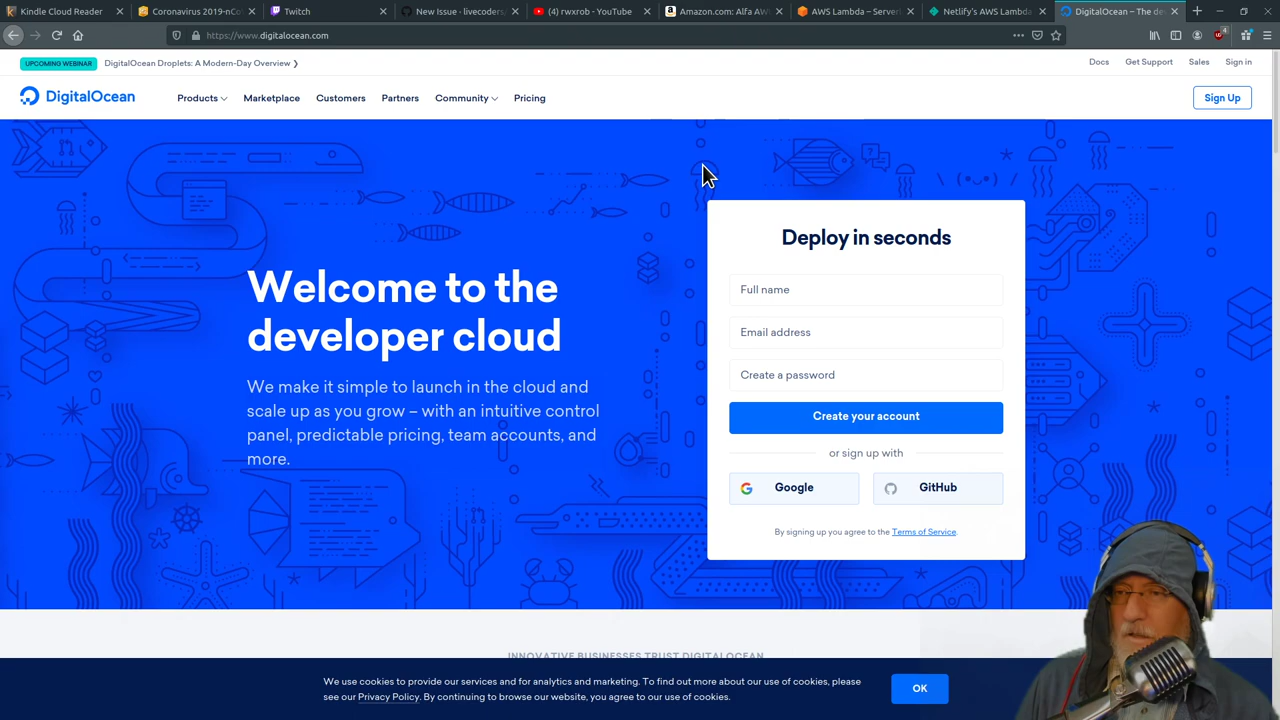 Kindle Cloud Reader
Coronavirus 2019-nCo
Twitch
New Issue · livecoders/
(4) rwxrob - YouTube
Amazon.com: Alfa AW
AWS Lambda – Server
Netlify's AWS Lambda
DigitalOcean – The de
https://www.digitalocean.com
4
UPCOMING WEBINAR
DigitalOcean Droplets: A Modern-Day Overview ❯
Docs
Get Support
Sales
Sign in
DigitalOcean
Products
Marketplace
Customers
Partners
Community
Pricing
Sign Up
Welcome to the
developer cloud
We make it simple to launch in the cloud and
scale up as you grow – with an intuitive control
panel, predictable pricing, team accounts, and
more.
Deploy in seconds
Full name
Email address
Create a password
Create your account
or sign up with
Google
GitHub
By signing up you agree to the Terms of Service.
INNOVATIVE BUSINESSES TRUST DIGITALOCEAN
We use cookies to provide our services and for analytics and marketing. To find out more about our use of cookies, please
see our Privacy Policy. By continuing to browse our website, you agree to our use of cookies.
OK